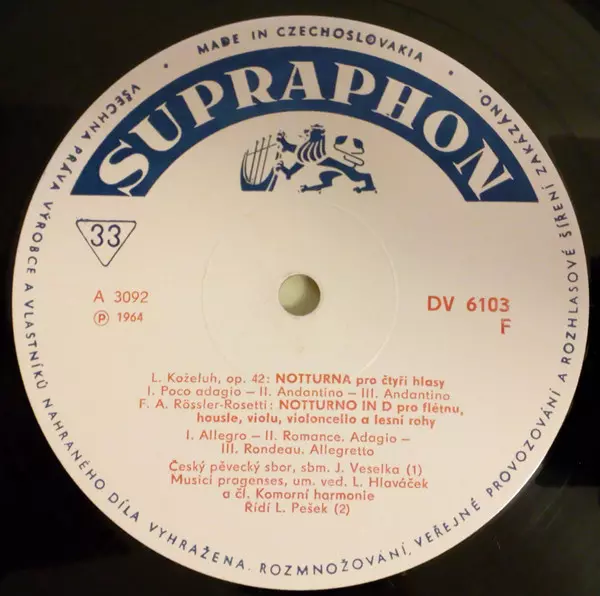 • MADE IN CZECHOSLOVAKIA •
SUPRAPHON
33
A 3092
℗ 1964
DV 6103
F
L. Koželuh, op. 42: NOTTURNA pro čtyři hlasy
I. Poco adagio – II. Andantino – III. Andantino
F. A. Rössler-Rosetti: NOTTURNO IN D pro flétnu,
housle, violu, violoncello a lesní rohy
I. Allegro – II. Romance. Adagio –
III. Rondeau. Allegretto
Český pěvecký sbor, sbm. J. Veselka (1)
Musici pragenses, um. ved. L. Hlaváček
a čl. Komorní harmonie
Řídí L. Pešek (2)
VŠECHNA PRÁVA VÝROBCE A VLASTNÍKŮ NAHRANÉHO DÍLA VYHRAŽENA. ROZMNOŽOVÁNÍ, VEŘEJNÉ PROVOZOVÁNÍ A ROZHLASOVÉ ŠÍŘENÍ ZAKÁZÁNO.